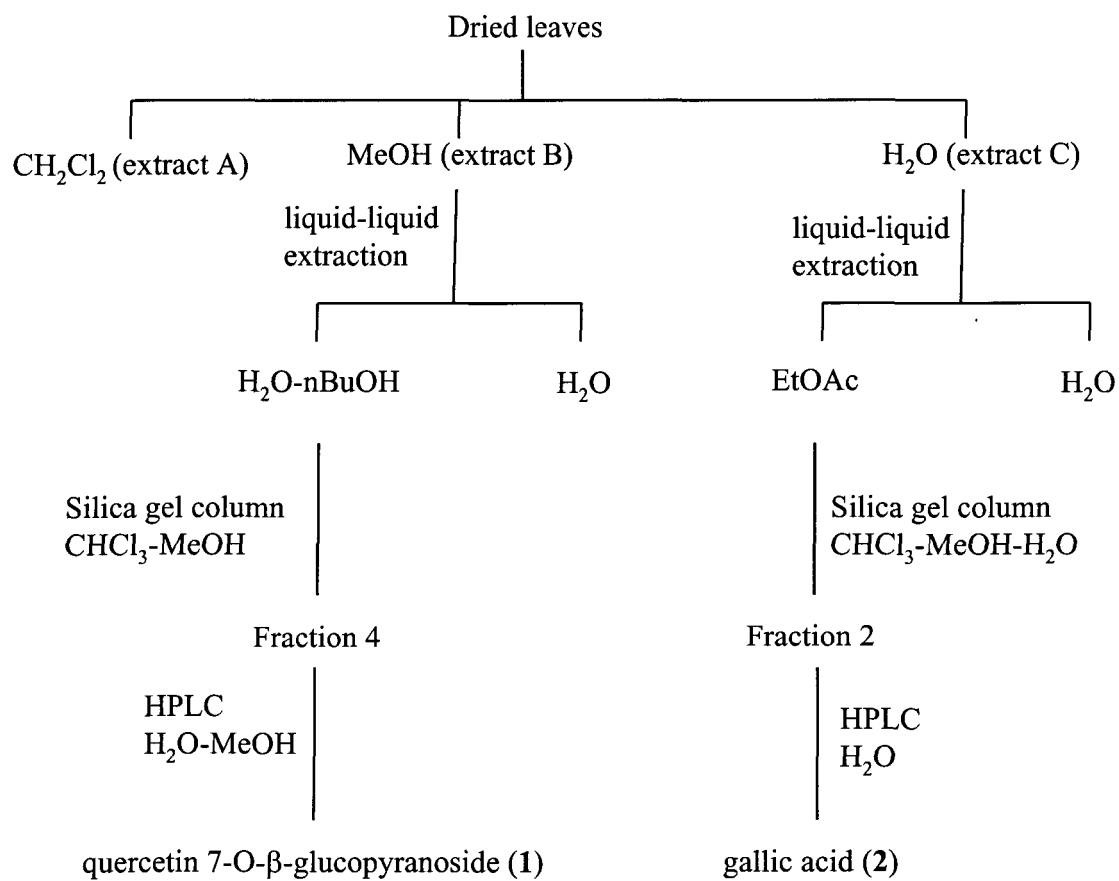 Dried leaves
CH₂Cl₂ (extract A)
MeOH (extract B)
H₂O (extract C)
liquid-liquid
extraction
liquid-liquid
extraction
H₂O-nBuOH
H₂O
EtOAc
H₂O
Silica gel column
CHCl₃-MeOH
Silica gel column
CHCl₃-MeOH-H₂O
Fraction 4
Fraction 2
HPLC
H₂O-MeOH
HPLC
H₂O
quercetin 7-O-β-glucopyranoside (1)
gallic acid (2)